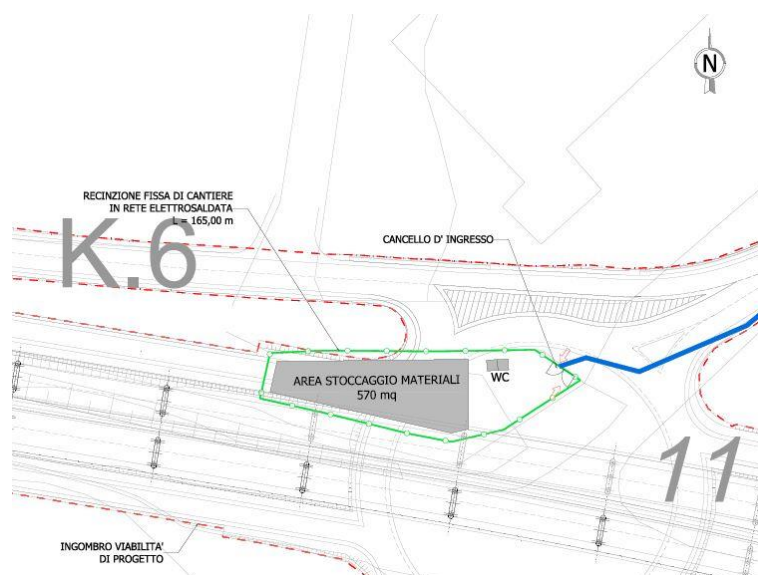 N
RECINZIONE FISSA DI CANTIERE
IN RETE ELETTROSALDATA
L = 165,00 m
K.6
CANCELLO D' INGRESSO
AREA STOCCAGGIO MATERIALI
570 mq
WC
11
INGOMBRO VIABILITA'
DI PROGETTO